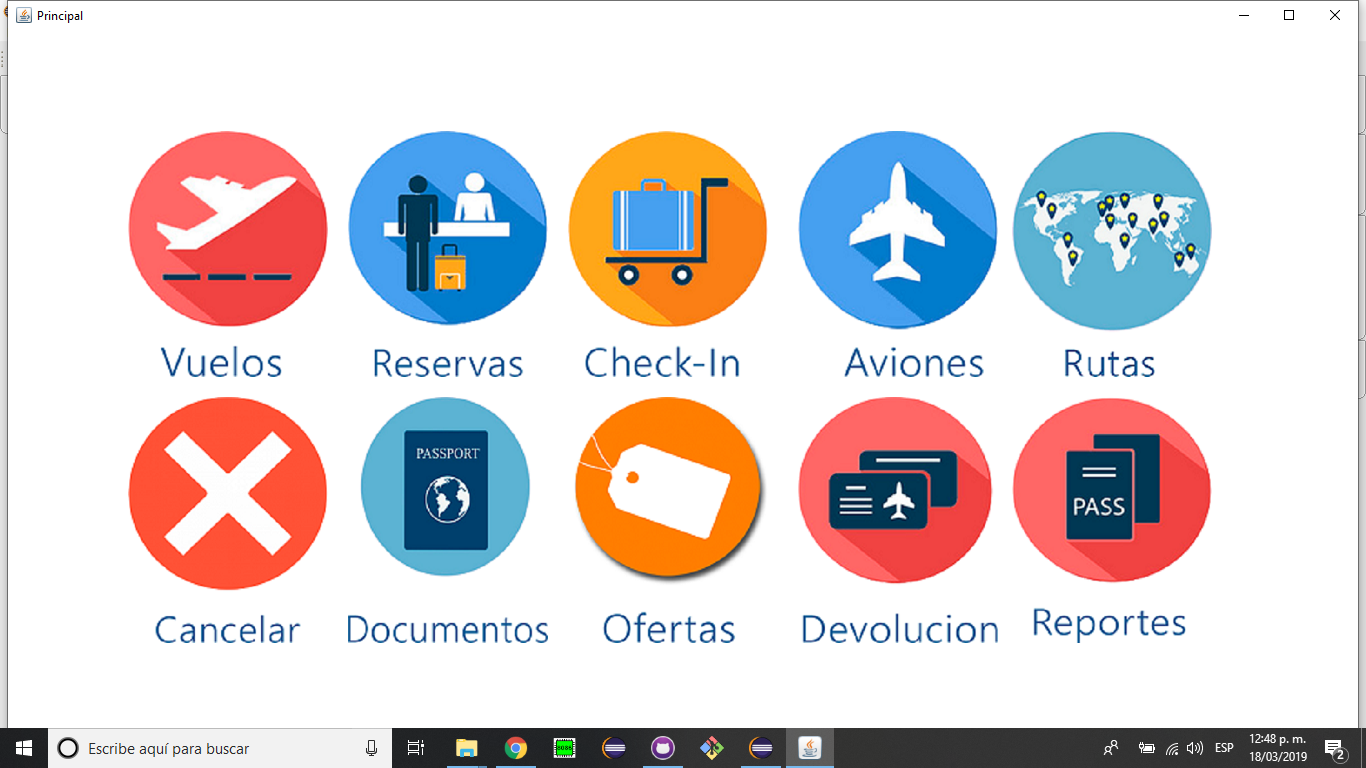 Principal
Vuelos
Reservas
Check-In
Aviones
Rutas
PASSPORT
PASS
Cancelar
Documentos
Ofertas
Devolucion
Reportes
Escribe aquí para buscar
8086
ESP
12:48 p. m.
18/03/2019
2